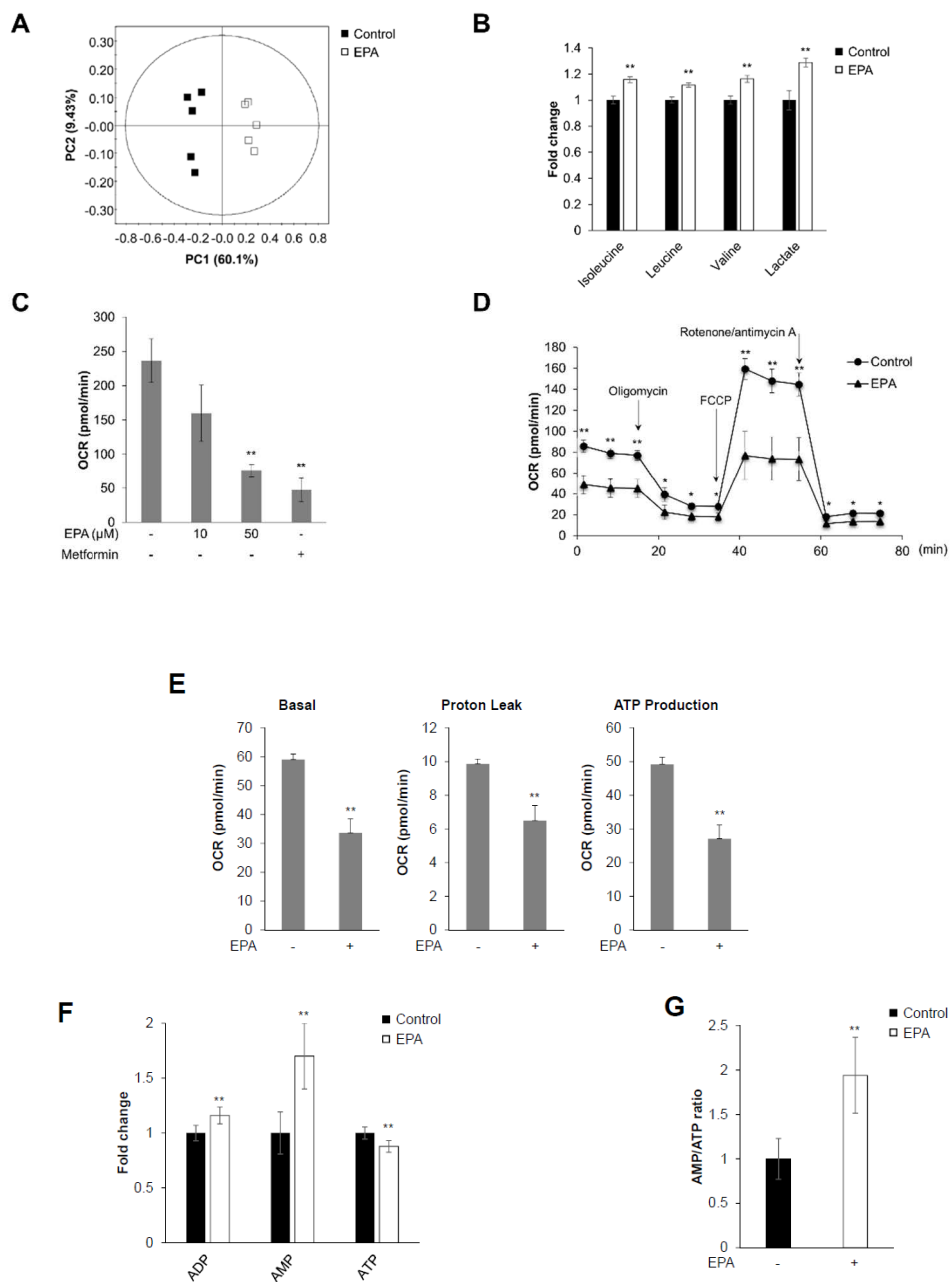 A
Control
EPA
PC2 (9.43%)
0.30
0.20
0.10
-0.00
-0.10
-0.20
-0.30
-0.8 -0.6 -0.4 -0.2 -0.0 0.2 0.4 0.6 0.8
PC1 (60.1%)
B
Control
EPA
Fold change
1.4
1.2
1
0.8
0.6
0.4
0.2
0
** ** ** **
Isoleucine
Leucine
Valine
Lactate
C
OCR (pmol/min)
300
250
200
150
100
50
0
** **
EPA (µM) - 10 50 -
Metformin - - - +
D
Rotenone/antimycin A
Control
EPA
Oligomycin
FCCP
OCR (pmol/min)
180
160
140
120
100
80
60
40
20
0
** ** ** * * * ** ** ** * * *
0 20 40 60 80 (min)
E
Basal
OCR (pmol/min)
70
60
50
40
30
20
10
0
**
EPA - +
Proton Leak
OCR (pmol/min)
12
10
8
6
4
2
0
**
EPA - +
ATP Production
OCR (pmol/min)
60
50
40
30
20
10
0
**
EPA - +
F
Control
EPA
Fold change
2
1.5
1
0.5
0
** ** **
ADP
AMP
ATP
G
Control
EPA
AMP/ATP ratio
2.5
2
1.5
1
0.5
0
**
EPA - +